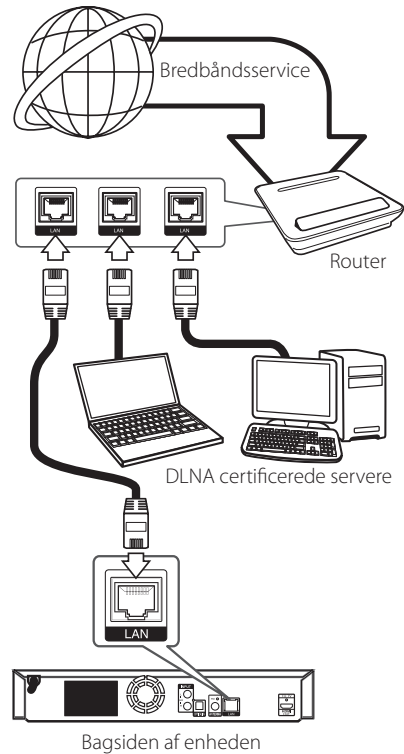 Bredbåndsservice
LAN
LAN
LAN
Router
DLNA certificerede servere
LAN
Bagsiden af enheden